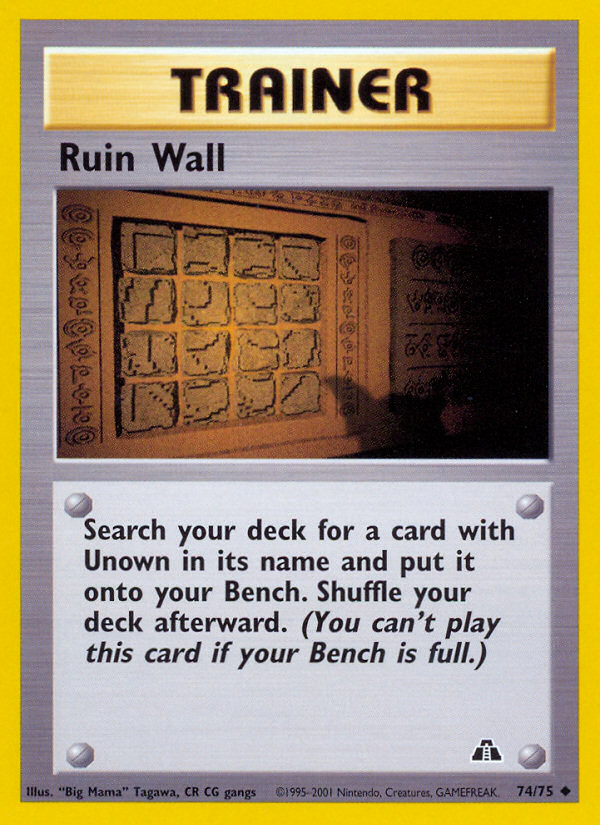 TRAINER
Ruin Wall
Search your deck for a card with
Unown in its name and put it
onto your Bench. Shuffle your
deck afterward. (You can't play
this card if your Bench is full.)
Illus. "Big Mama" Tagawa, CR CG gangs ©1995-2001 Nintendo, Creatures, GAMEFREAK. 74/75 ◆